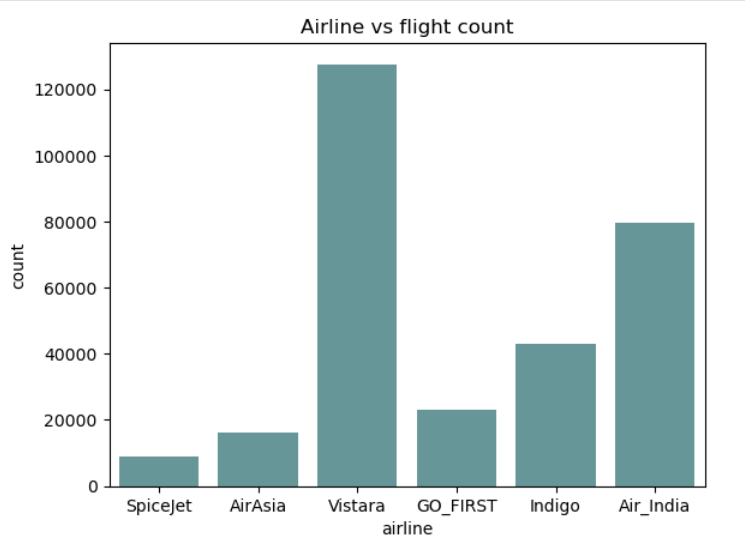 Airline vs flight count
120000
100000
80000
60000
40000
20000
0
count
SpiceJet AirAsia Vistara GO_FIRST Indigo Air_India
airline